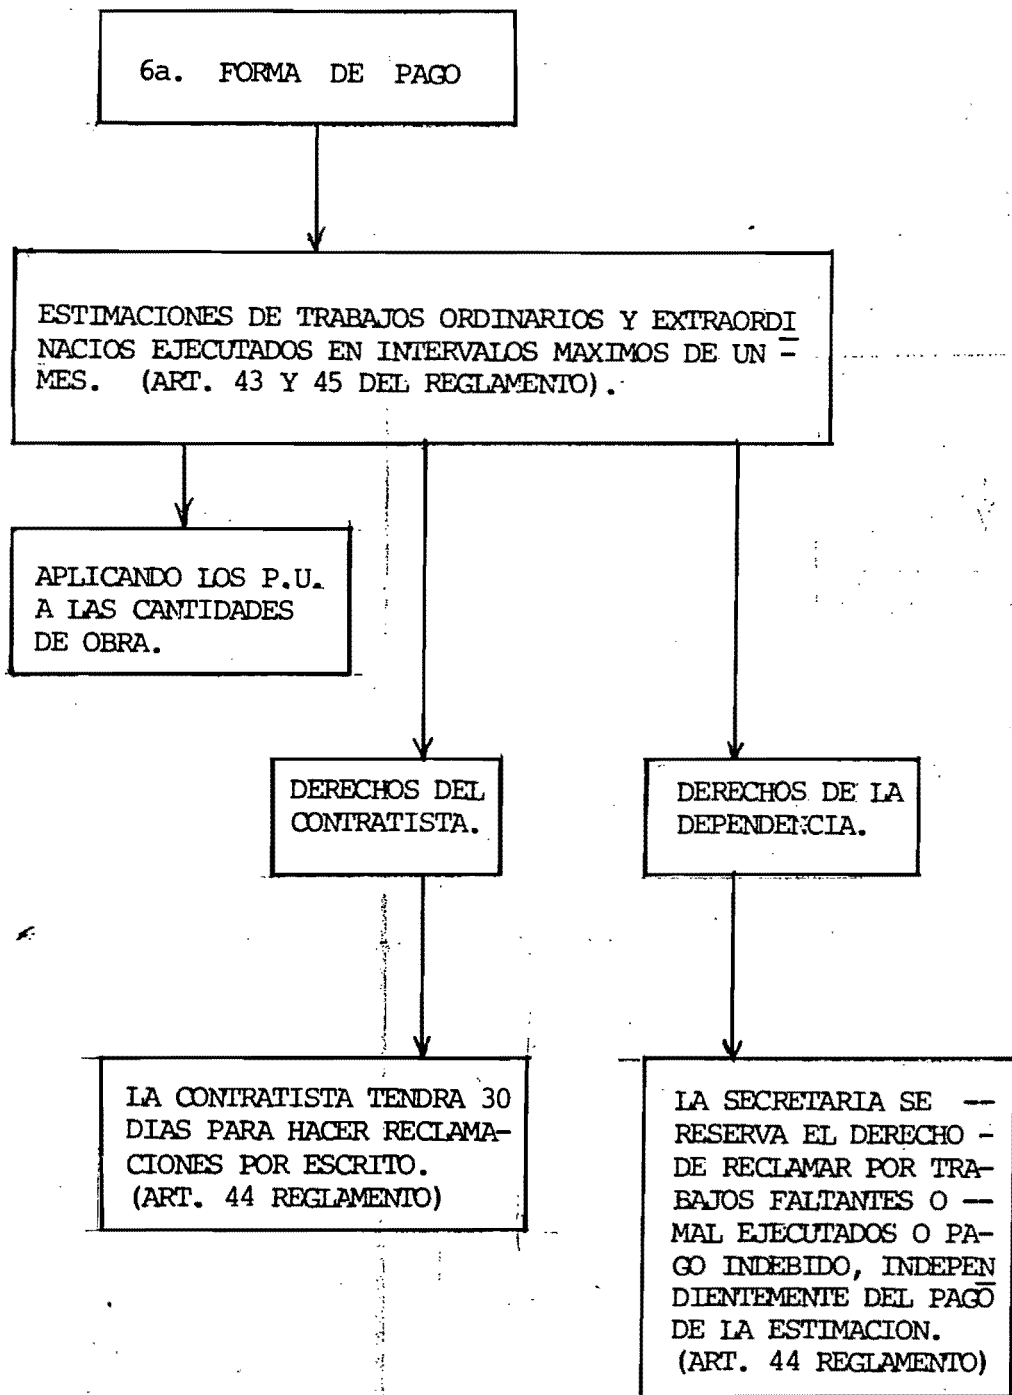 6a. FORMA DE PAGO
ESTIMACIONES DE TRABAJOS ORDINARIOS Y EXTRAORDI
NACIOS EJECUTADOS EN INTERVALOS MAXIMOS DE UN -
MES. (ART. 43 Y 45 DEL REGLAMENTO).
APLICANDO LOS P.U.
A LAS CANTIDADES
DE OBRA.
DERECHOS DEL
CONTRATISTA.
DERECHOS DE LA
DEPENDENCIA.
LA CONTRATISTA TENDRA 30
DIAS PARA HACER RECLAMA-
CIONES POR ESCRITO.
(ART. 44 REGLAMENTO)
LA SECRETARIA SE --
RESERVA EL DERECHO -
DE RECLAMAR POR TRA-
BAJOS FALTANTES O --
MAL EJECUTADOS O PA-
GO INDEBIDO, INDEPEN
DIENTEMENTE DEL PAGO
DE LA ESTIMACION.
(ART. 44 REGLAMENTO)